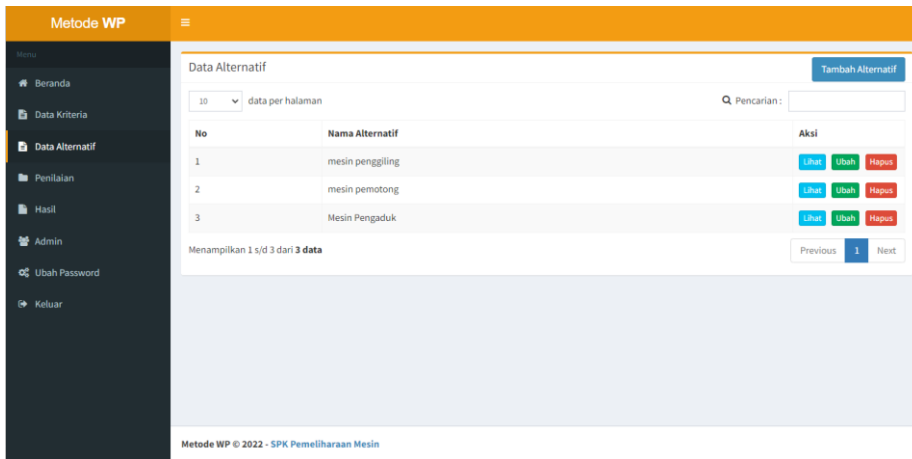 Metode WP
Menu
Beranda
Data Kriteria
Data Alternatif
Penilaian
Hasil
Admin
Ubah Password
Keluar
Data Alternatif
Tambah Alternatif
10 data per halaman
Pencarian :
No Nama Alternatif Aksi
1 mesin penggiling Lihat Ubah Hapus
2 mesin pemotong Lihat Ubah Hapus
3 Mesin Pengaduk Lihat Ubah Hapus
Menampilkan 1 s/d 3 dari 3 data
Previous 1 Next
Metode WP © 2022 - SPK Pemeliharaan Mesin